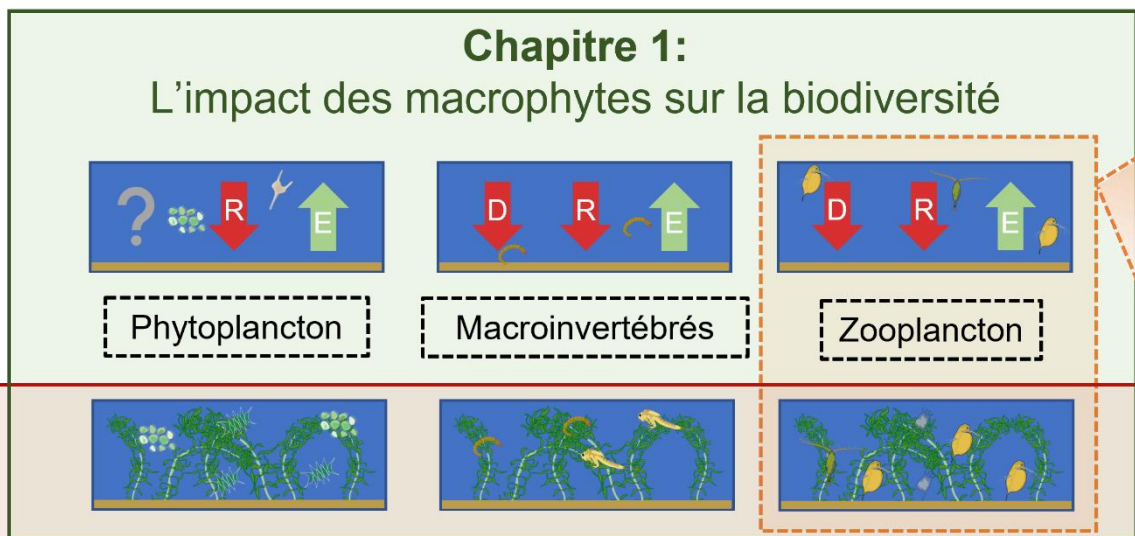 Chapitre 1:
L'impact des macrophytes sur la biodiversité
? R E
D R E
D R E
Phytoplancton
Macroinvertébrés
Zooplancton